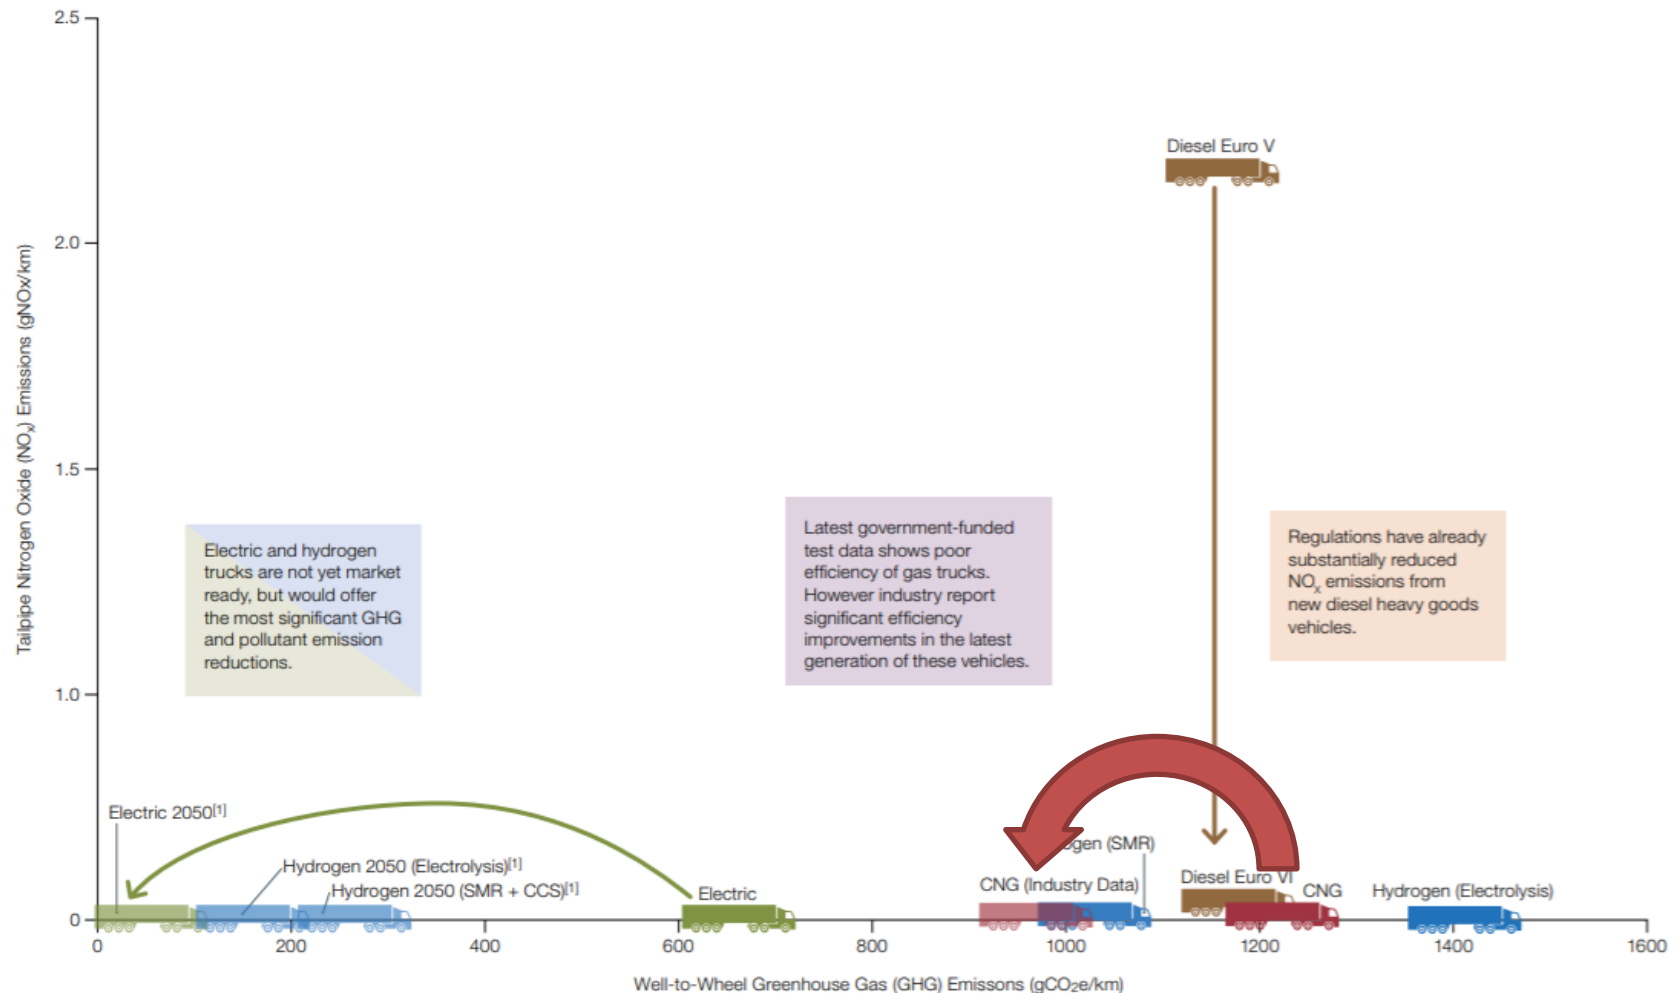 2.5
Diesel Euro V
2.0
Tailpipe Nitrogen Oxide (NOx) Emissions (gNOx/km)
1.5
Electric and hydrogen
trucks are not yet market
ready, but would offer
the most significant GHG
and pollutant emission
reductions.
Latest government-funded
test data shows poor
efficiency of gas trucks.
However industry report
significant efficiency
improvements in the latest
generation of these vehicles.
Regulations have already
substantially reduced
NOx emissions from
new diesel heavy goods
vehicles.
1.0
Electric 2050[1]
Hydrogen 2050 (Electrolysis)[1]
Hydrogen 2050 (SMR + CCS)[1]
Electric
(SMR)
CNG (Industry Data)
Diesel Euro VI
CNG
Hydrogen (Electrolysis)
0
0 200 400 600 800 1000 1200 1400 1600
Well-to-Wheel Greenhouse Gas (GHG) Emissons (gCO2e/km)